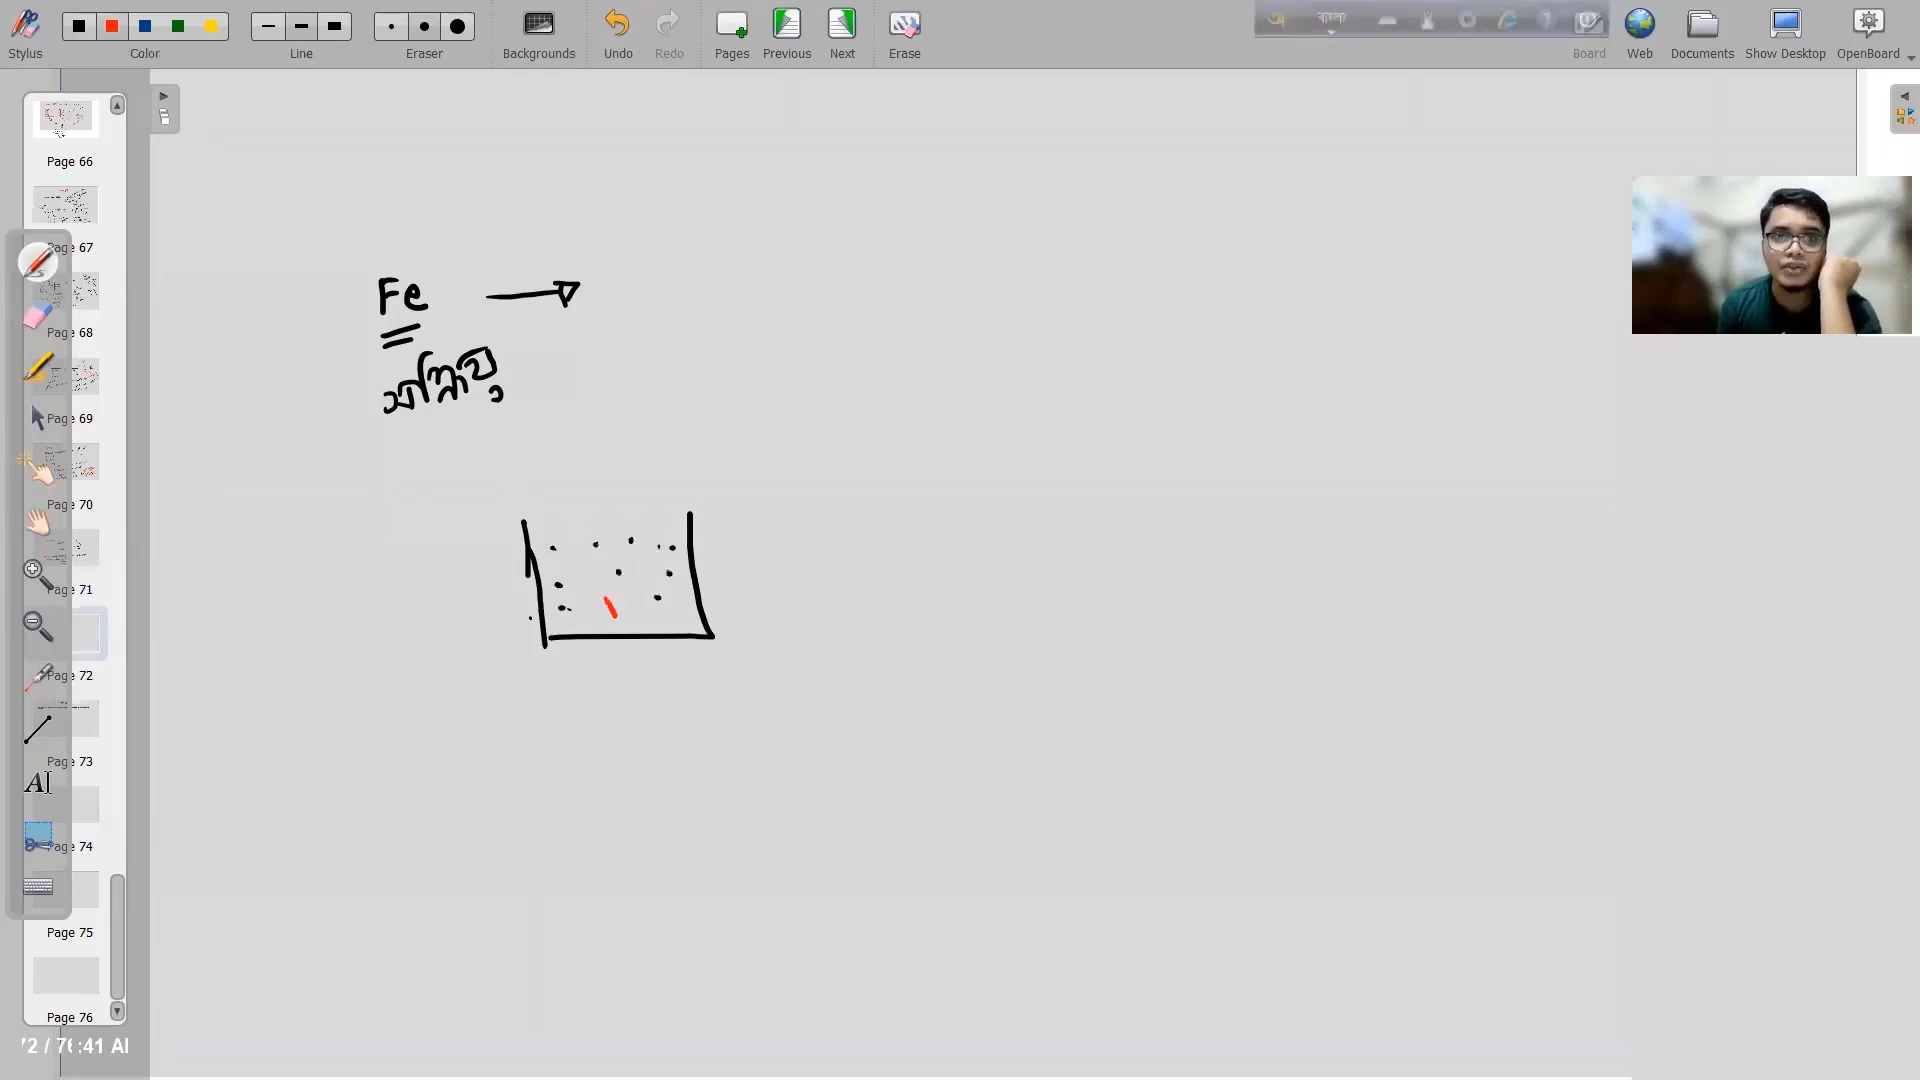 Stylus
Color
Line
Eraser
Backgrounds
Undo
Redo
Pages
Previous
Next
Erase
বাংলা
Board
Web
Documents
Show Desktop
OpenBoard
Page 66
Page 67
Page 68
Page 69
Page 70
Page 71
Page 72
Page 73
Page 74
Page 75
Page 76
Fe